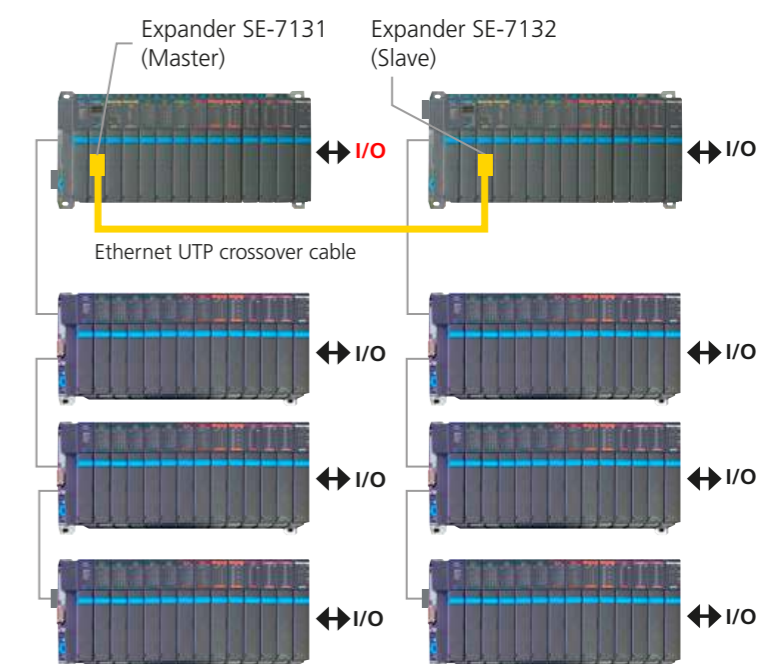 Expander SE-7131
(Master)
Expander SE-7132
(Slave)
I/O
I/O
Ethernet UTP crossover cable
I/O
I/O
I/O
I/O
I/O
I/O